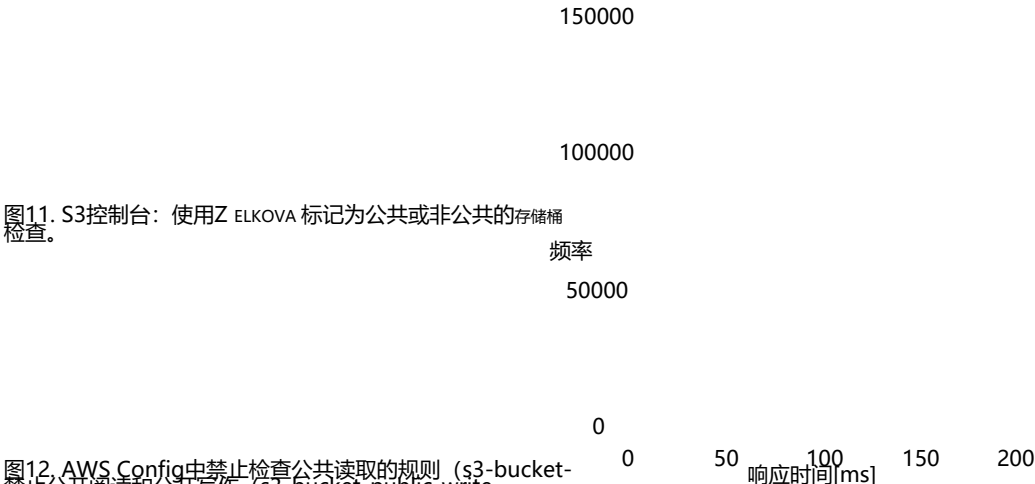 150000
100000
图11. S3控制台：使用Z ELKOVA 标记为公共或非公共的存储桶
检查。
频率
50000
0
0 50 100 150 200
响应时间[ms]
图12. AWS Config中禁止检查公共读取的规则（s3-bucket-